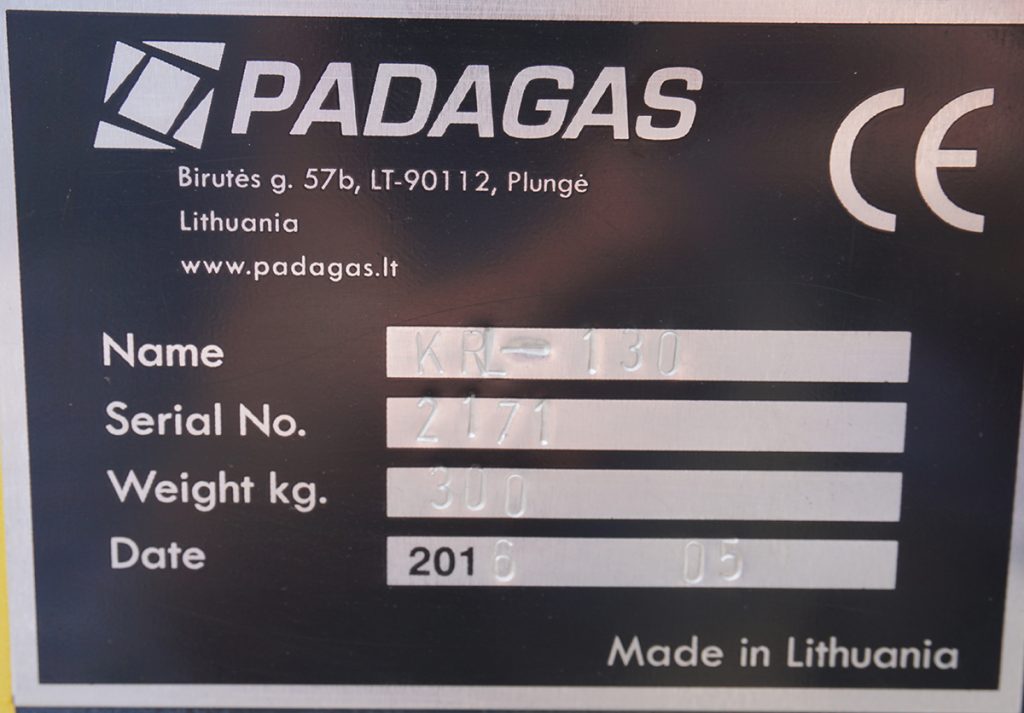 PADAGAS
CE
Birutės g. 57b, LT-90112, Plungė
Lithuania
www.padagas.lt
Name KRL-130
Serial No. 2171
Weight kg. 300
Date 2016 05
Made in Lithuania